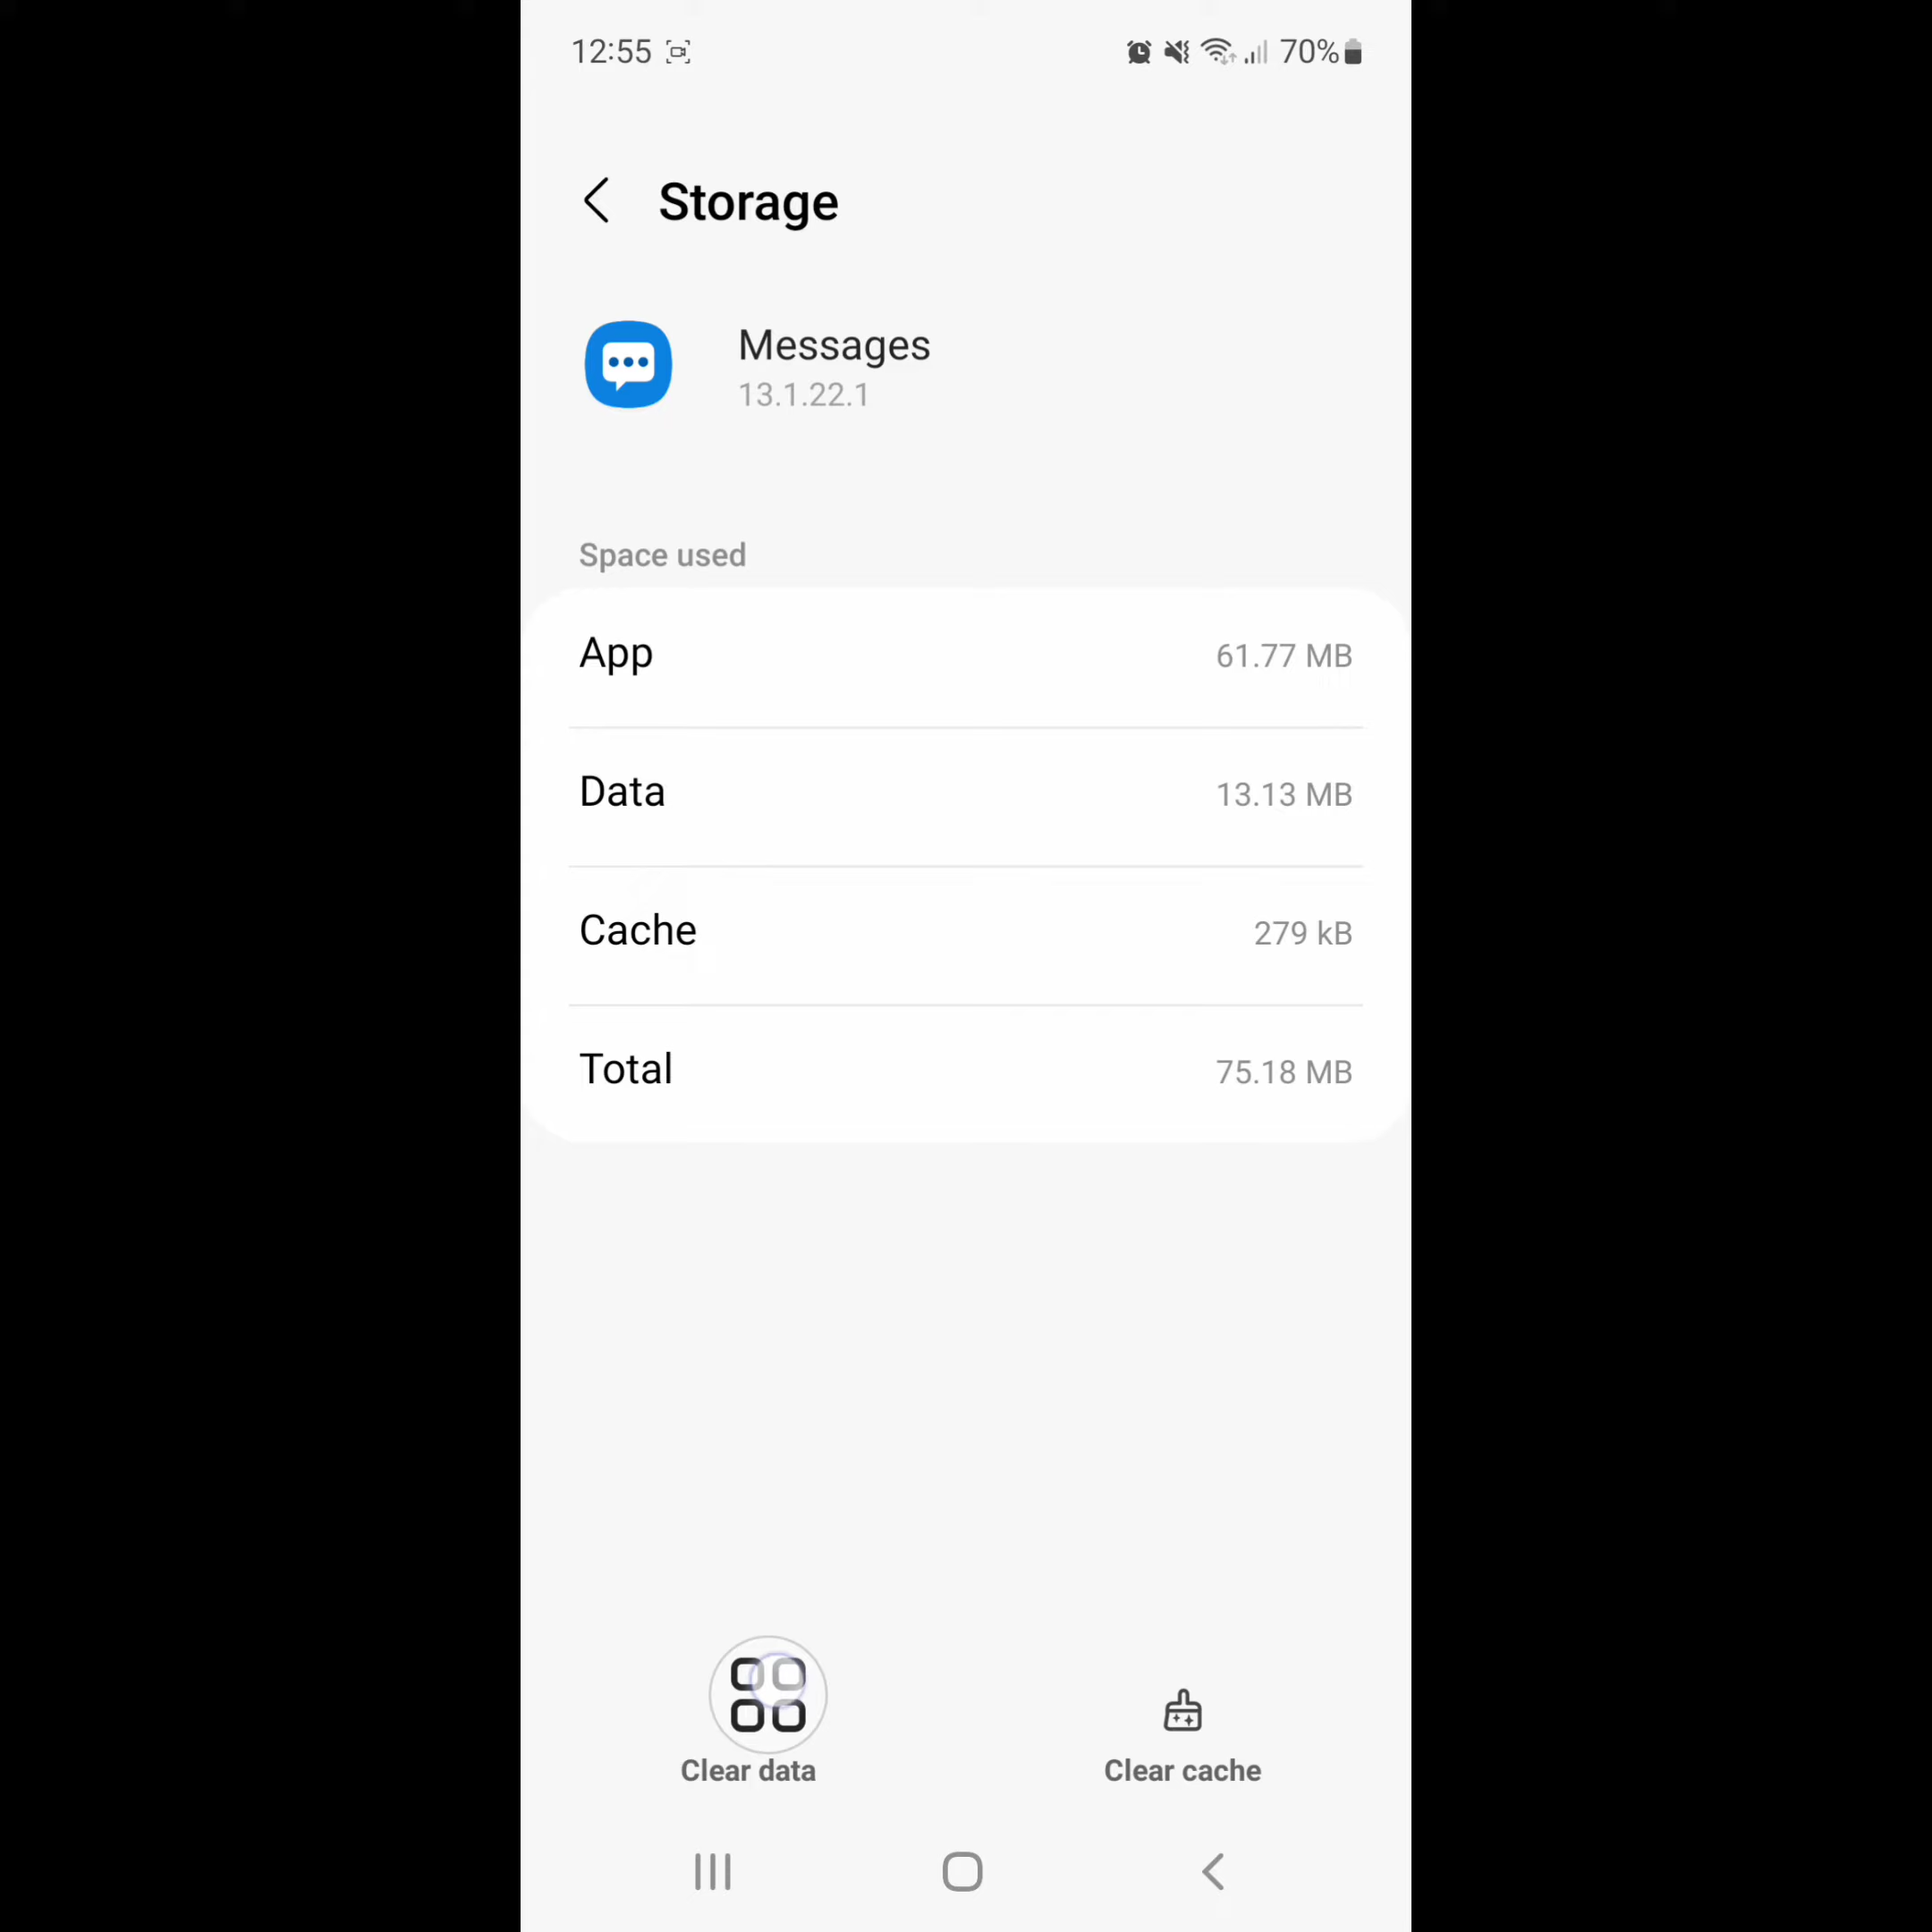 12:55 70%
Storage
Messages
13.1.22.1
Space used
App 61.77 MB
Data 13.13 MB
Cache 279 kB
Total 75.18 MB
Clear data Clear cache